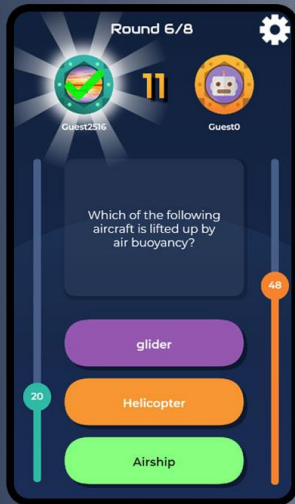 Round 6/8
11
Guest2516
Guest0
Which of the following
aircraft is lifted up by
air buoyancy?
48
glider
20
Helicopter
Airship